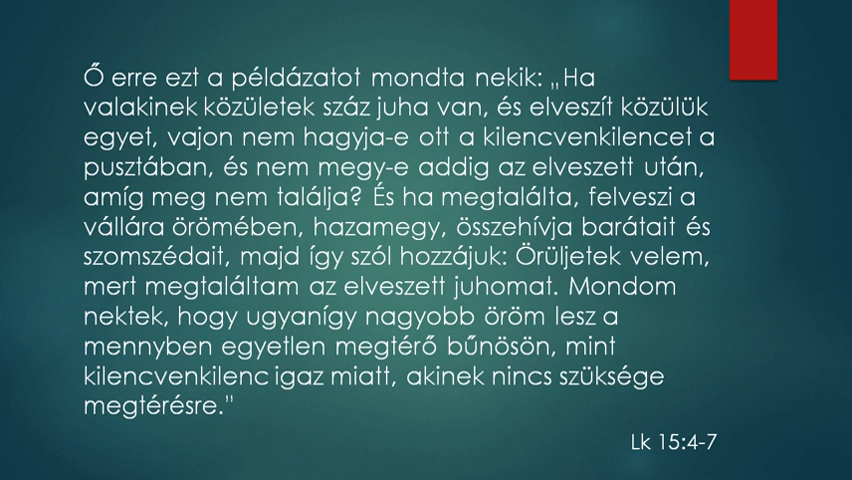 Ő erre ezt a példázatot mondta nekik: „Ha
valakinek közületek száz juha van, és elveszít közülük
egyet, vajon nem hagyja-e ott a kilencvenkilencet a
pusztában, és nem megy-e addig az elveszett után,
amíg meg nem találja? És ha megtalálta, felveszi a
vállára örömében, hazamegy, összehívja barátait és
szomszédait, majd így szól hozzájuk: Örüljetek velem,
mert megtaláltam az elveszett juhomat. Mondom
nektek, hogy ugyanígy nagyobb öröm lesz a
mennyben egyetlen megtérő bűnösön, mint
kilencvenkilenc igaz miatt, akinek nincs szüksége
megtérésre."
Lk 15:4-7